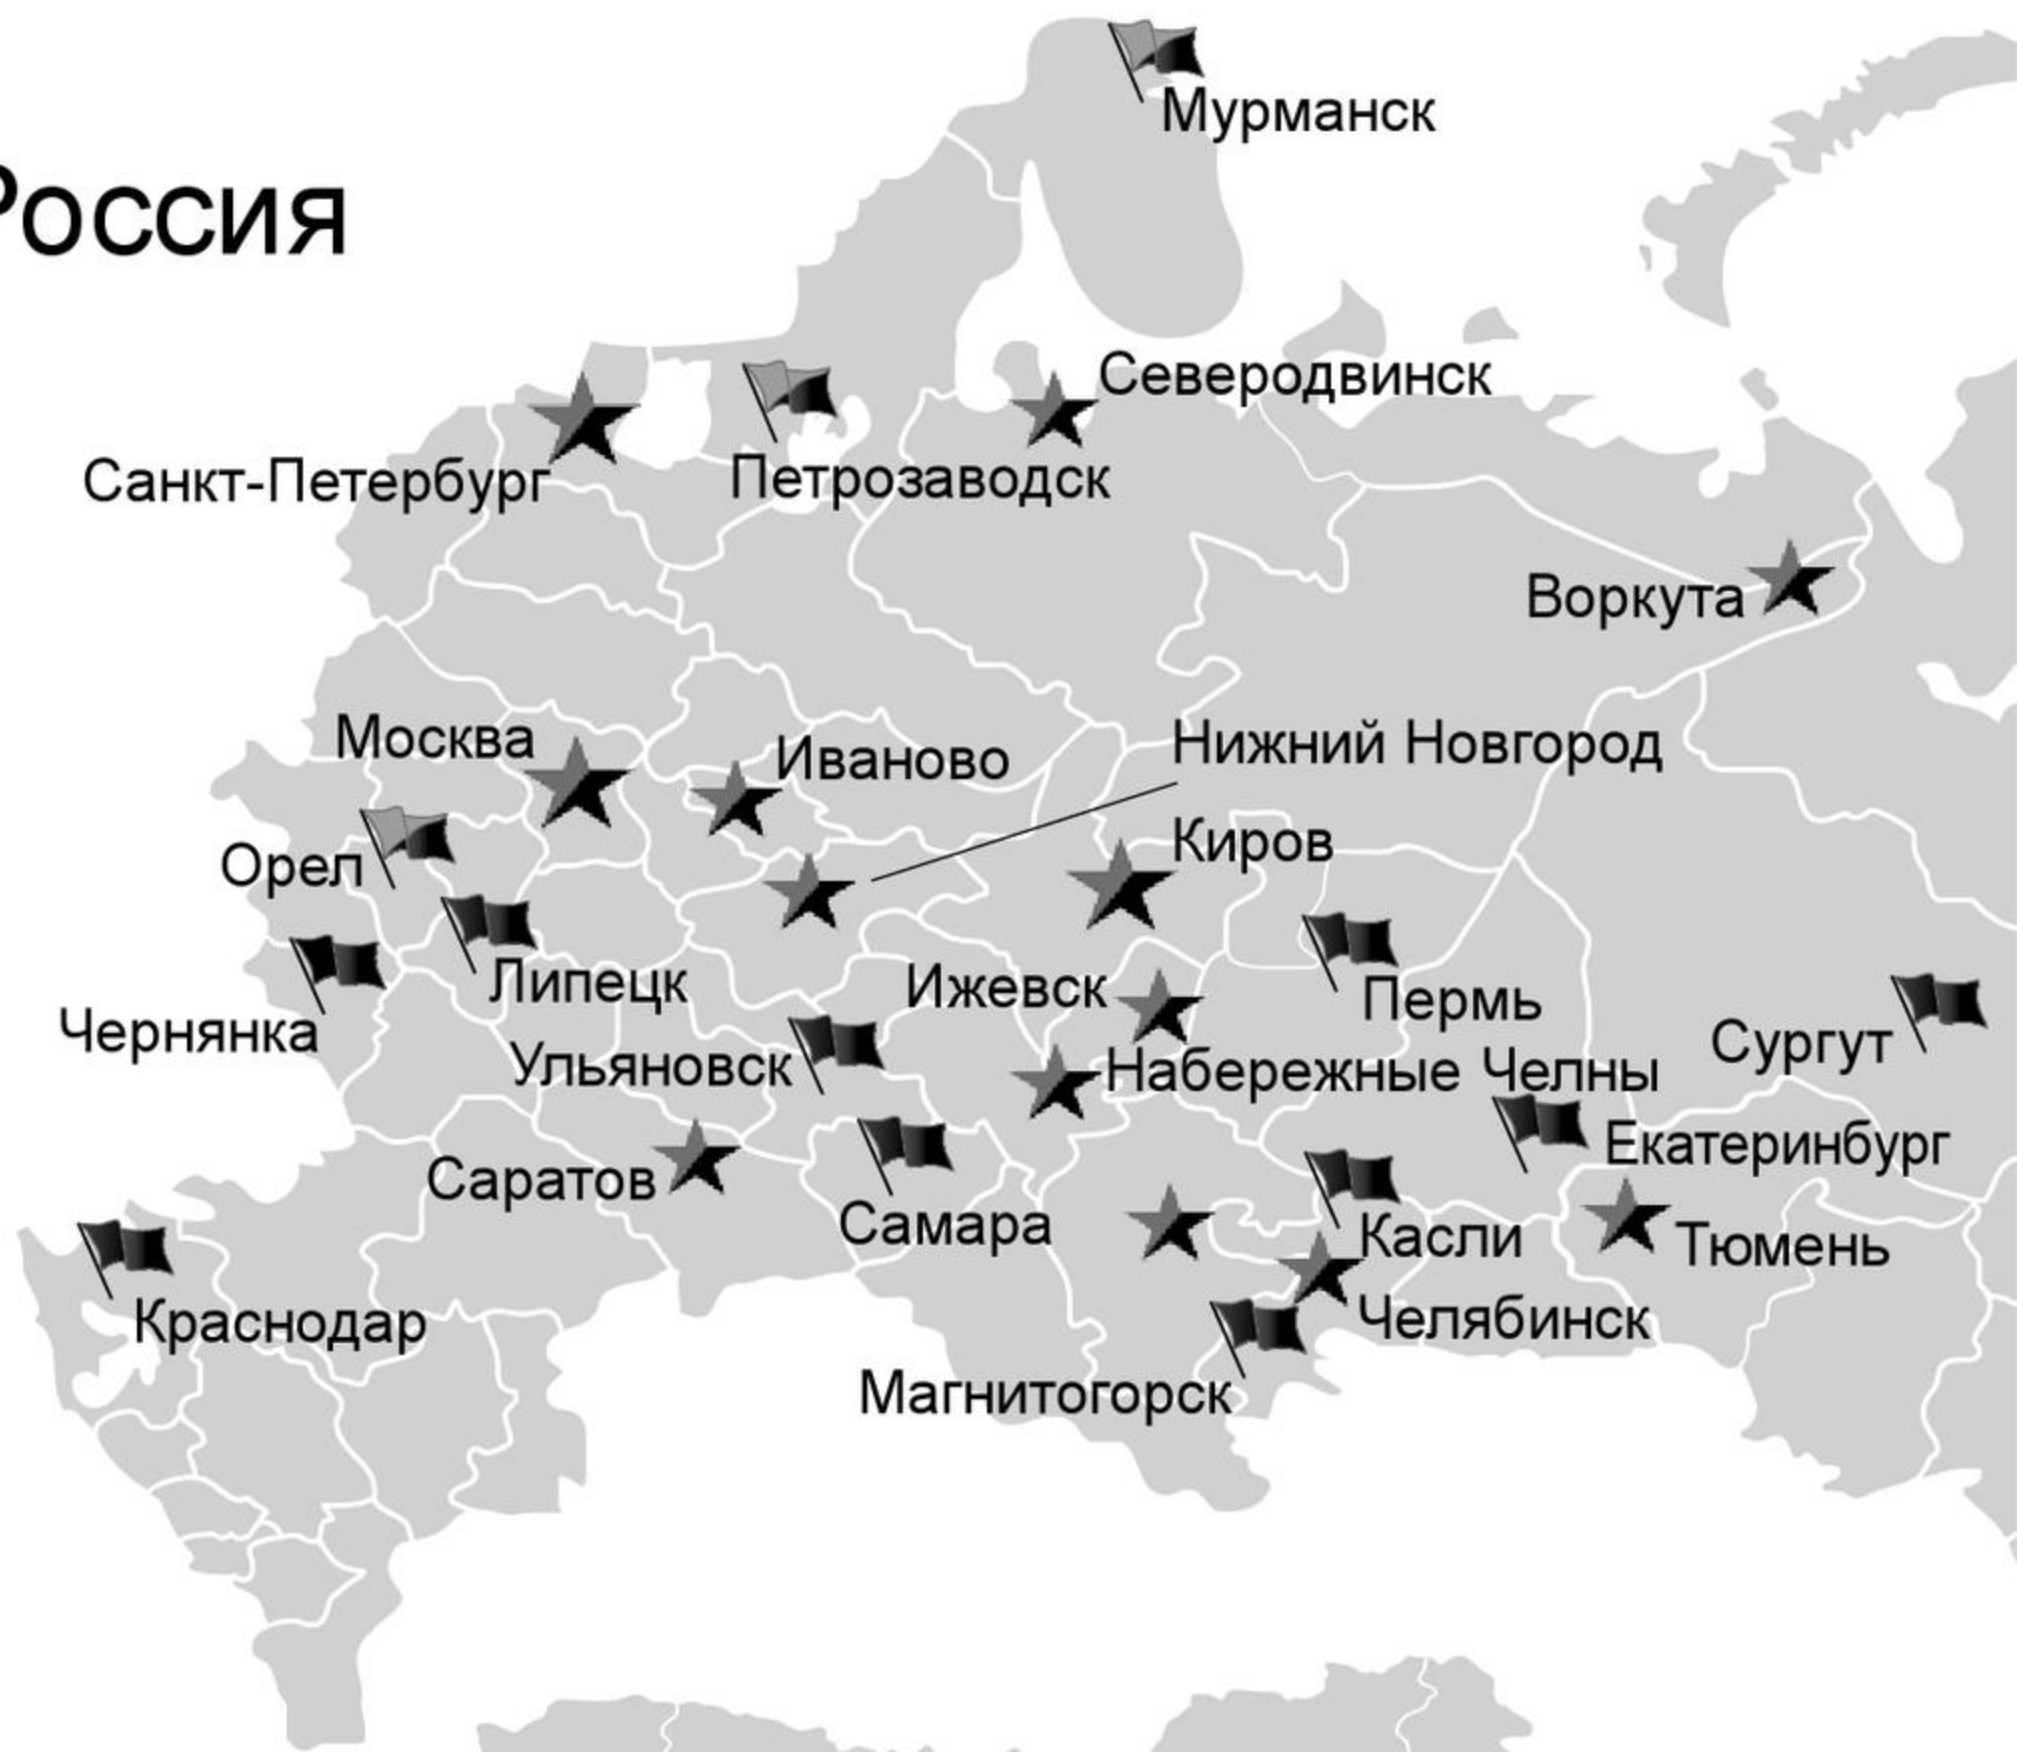 Мурманск
Россия
Северодвинск
Санкт-Петербург
Петрозаводск
Воркута
Москва
Иваново
Нижний Новгород
Киров
Орел
Липецк
Ижевск
Пермь
Чернянка
Сургут
Ульяновск
Набережные Челны
Екатеринбург
Саратов
Самара
Касли
Тюмень
Краснодар
Челябинск
Магнитогорск